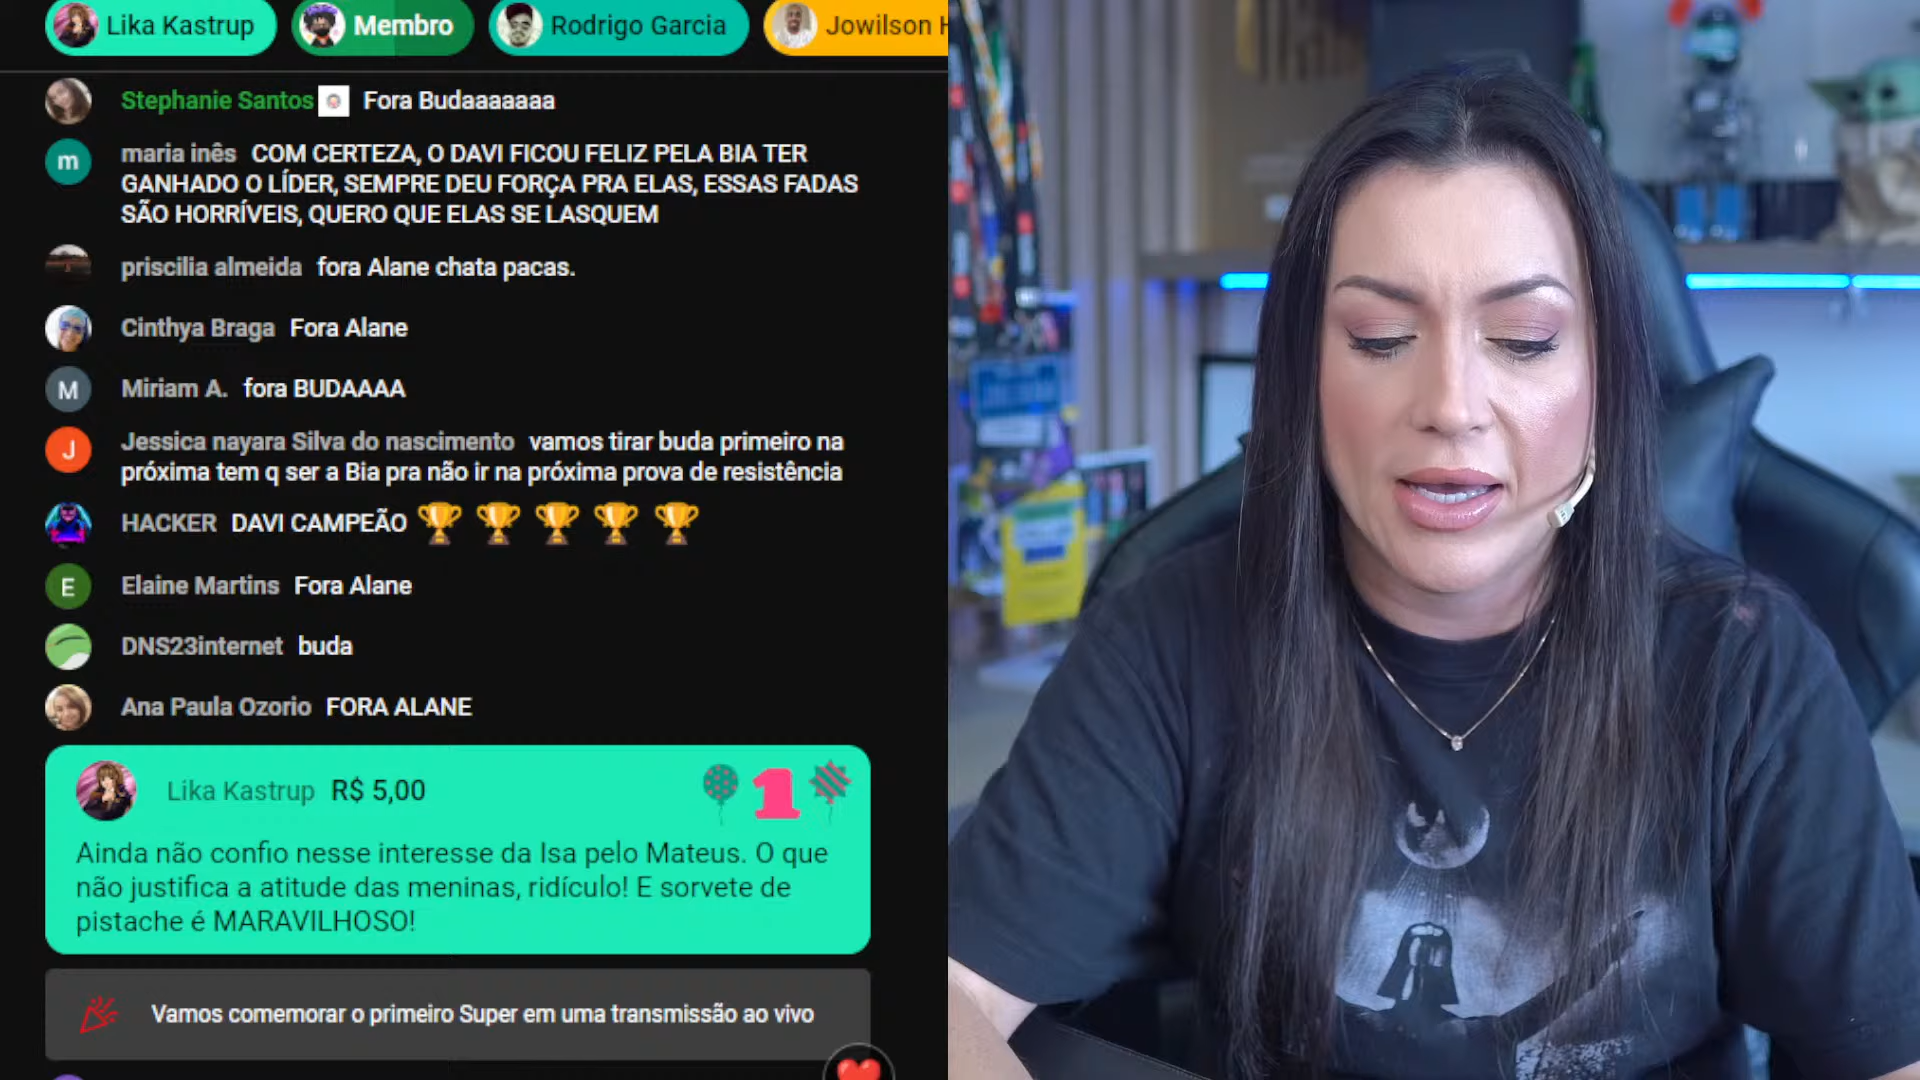 Lika Kastrup
Membro
Rodrigo Garcia
Jowilson
Stephanie Santos Fora Budaaaaaaa
maria inês COM CERTEZA, O DAVI FICOU FELIZ PELA BIA TER
GANHADO O LÍDER, SEMPRE DEU FORÇA PRA ELAS, ESSAS FADAS
SÃO HORRÍVEIS, QUERO QUE ELAS SE LASQUEM
priscilia almeida fora Alane chata pacas.
Cinthya Braga Fora Alane
M Miriam A. fora BUDAAAA
J Jessica nayara Silva do nascimento vamos tirar buda primeiro na
próxima tem q ser a Bia pra não ir na próxima prova de resistência
HACKER DAVI CAMPEÃO 🏆 🏆 🏆 🏆 🏆
E Elaine Martins Fora Alane
DNS23internet buda
Ana Paula Ozorio FORA ALANE
Lika Kastrup R$ 5,00 1
Ainda não confio nesse interesse da Isa pelo Mateus. O que
não justifica a atitude das meninas, ridículo! E sorvete de
pistache é MARAVILHOSO!
Vamos comemorar o primeiro Super em uma transmissão ao vivo